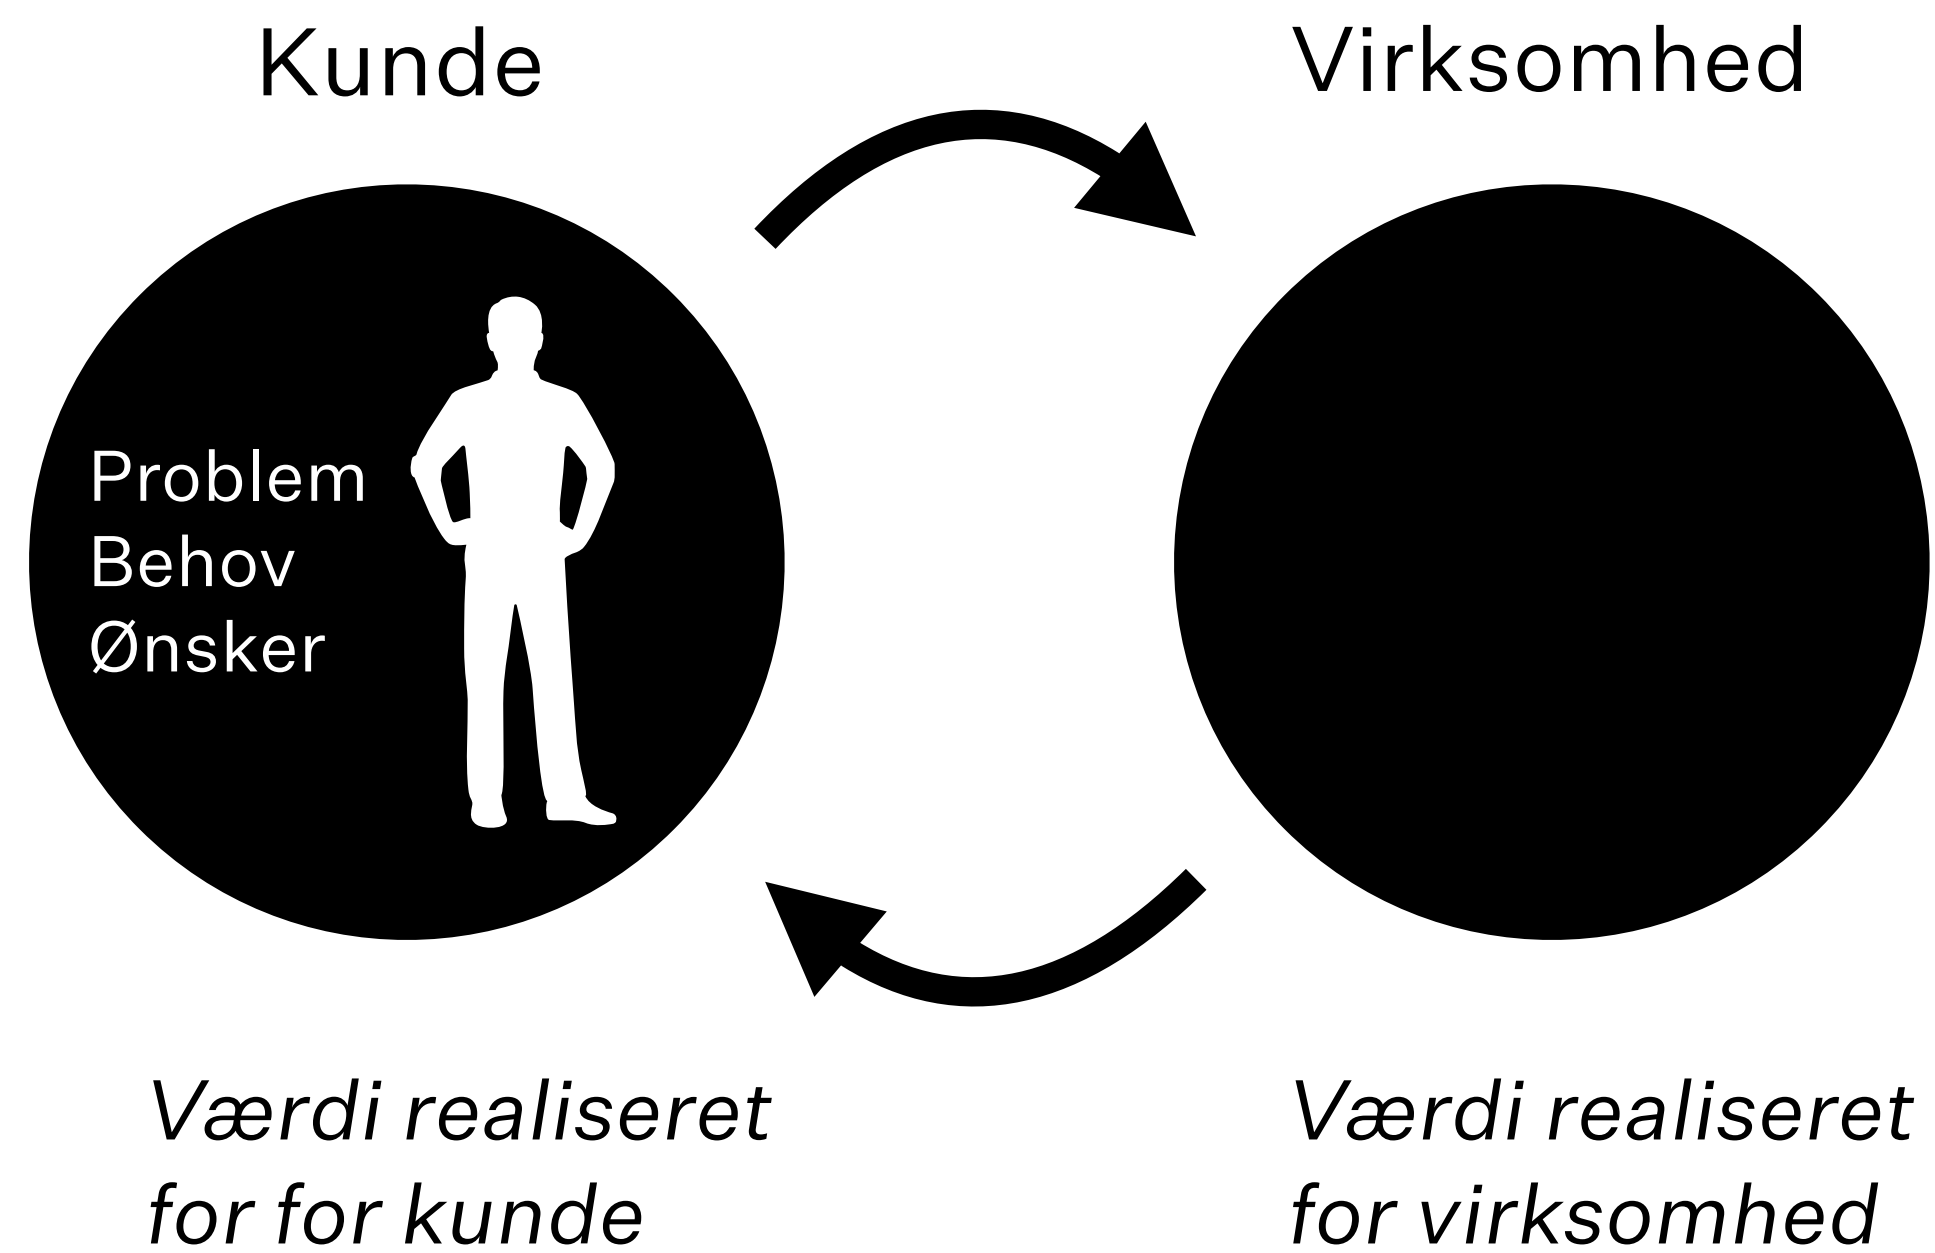 Kunde
Virksomhed
Problem
Behov
Ønsker
Værdi realiseret
for for kunde
Værdi realiseret
for virksomhed